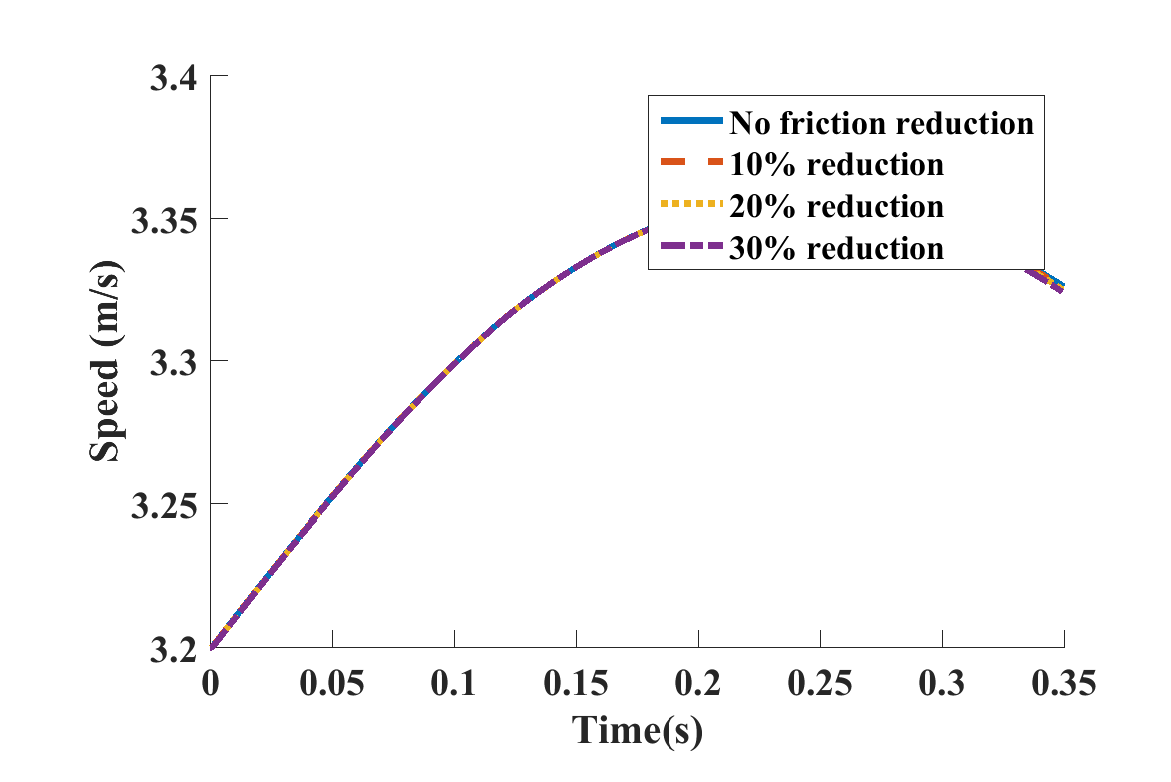 3.4
3.35
3.3
3.25
3.2
Speed (m/s)
No friction reduction
10% reduction
20% reduction
30% reduction
0 0.05 0.1 0.15 0.2 0.25 0.3 0.35
Time(s)